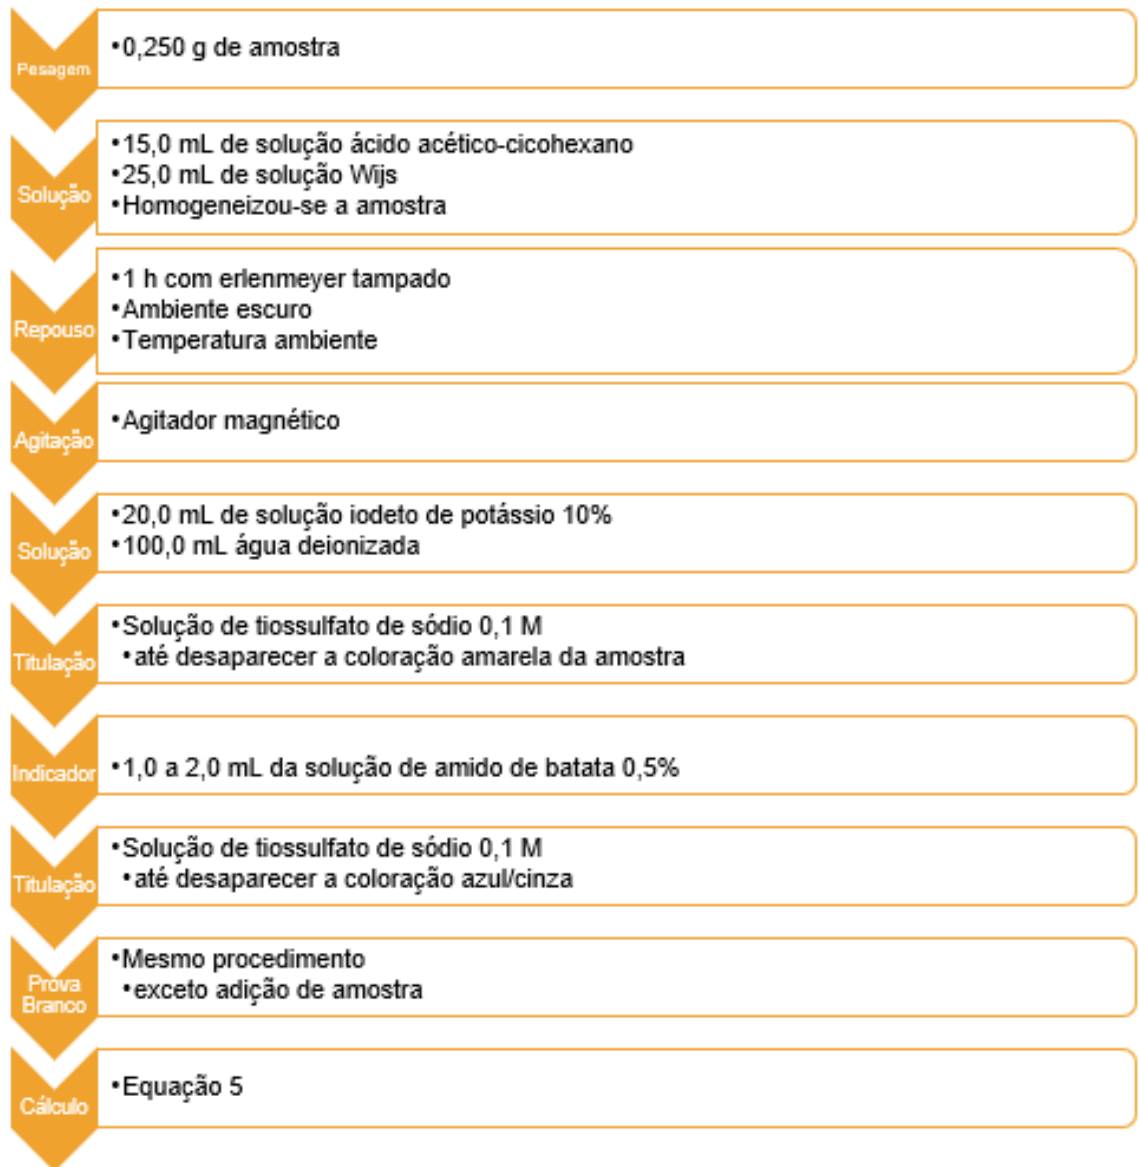 Pesagem
•0,250 g de amostra
Solução
•15,0 mL de solução ácido acético-cicohexano
•25,0 mL de solução Wijs
•Homogeneizou-se a amostra
Repouso
•1 h com erlenmeyer tampado
•Ambiente escuro
•Temperatura ambiente
Agitação
•Agitador magnético
Solução
•20,0 mL de solução iodeto de potássio 10%
•100,0 mL água deionizada
Titulação
•Solução de tiossulfato de sódio 0,1 M
•até desaparecer a coloração amarela da amostra
Indicador
•1,0 a 2,0 mL da solução de amido de batata 0,5%
Titulação
•Solução de tiossulfato de sódio 0,1 M
•até desaparecer a coloração azul/cinza
Prova
Branco
•Mesmo procedimento
•exceto adição de amostra
Cálculo
•Equação 5